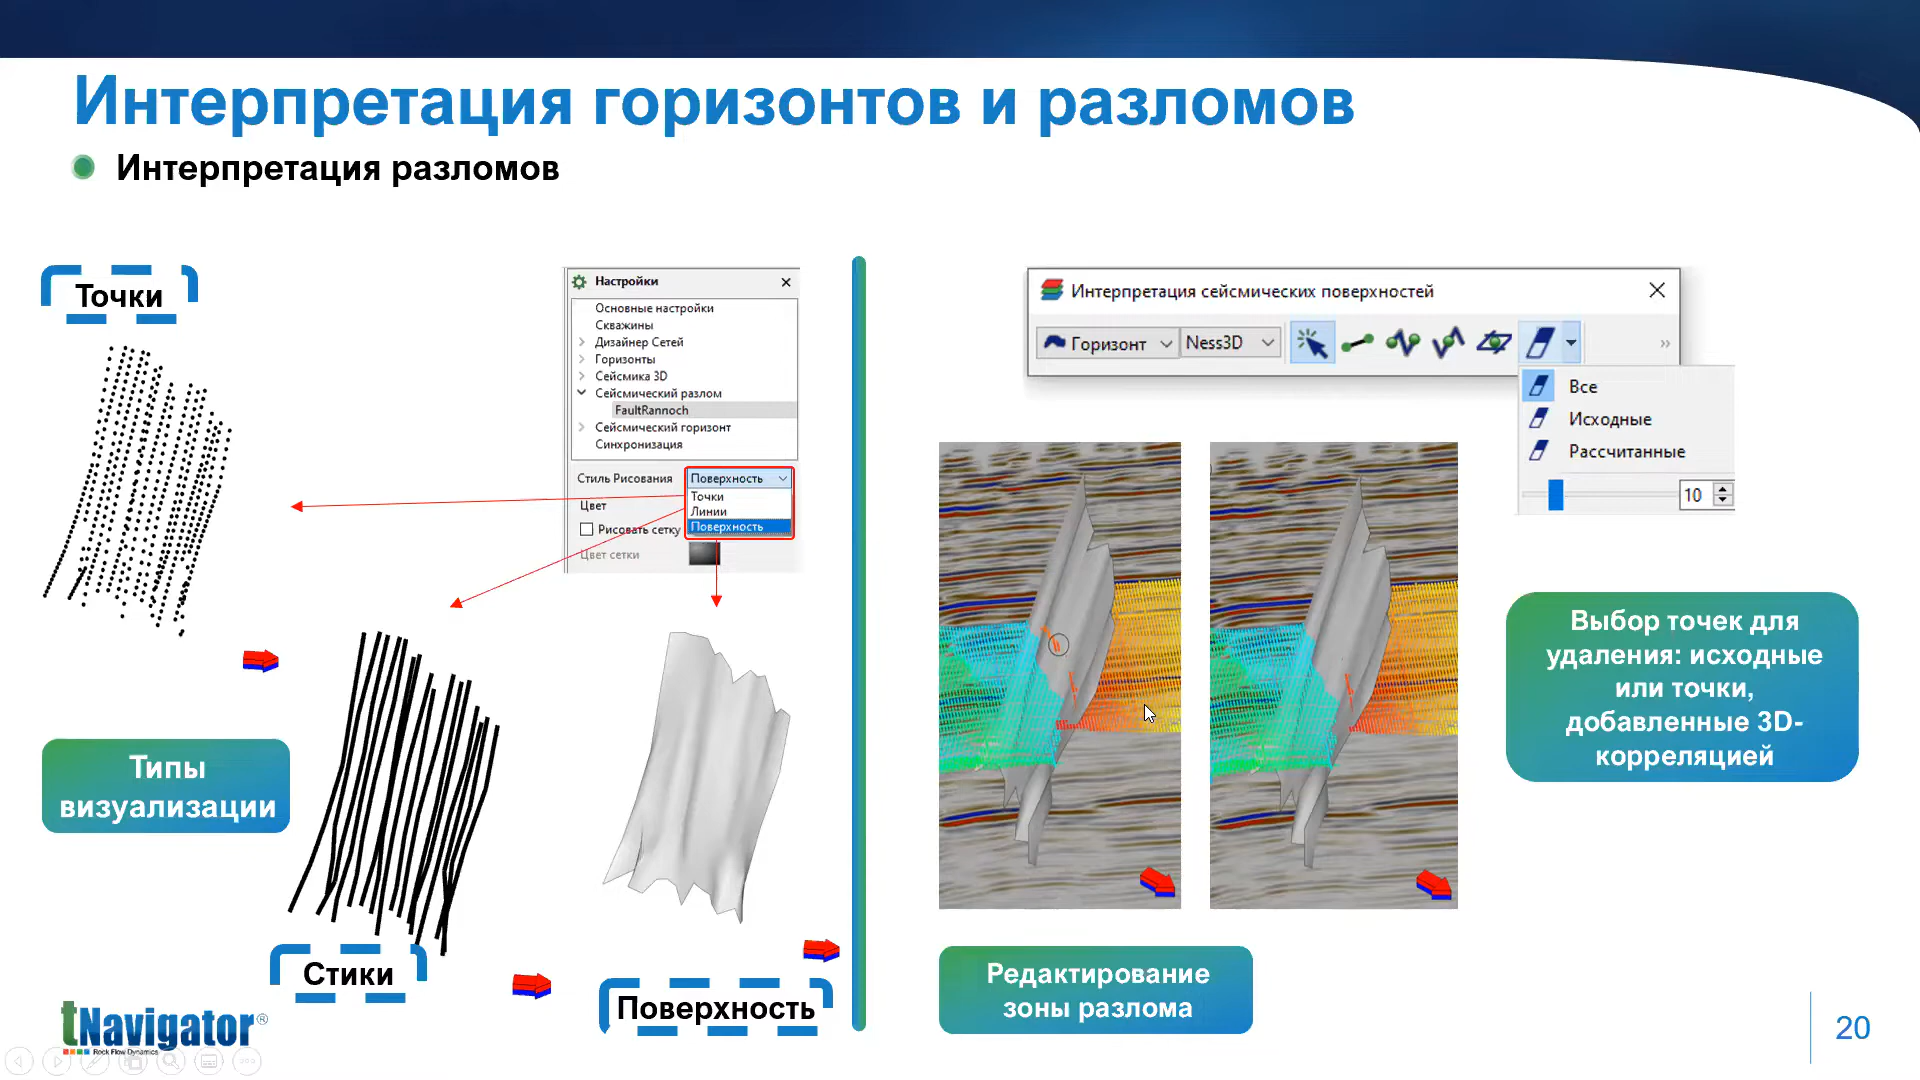 Интерпретация горизонтов и разломов
Интерпретация разломов
Точки
Настройки
Основные настройки
Скважины
Дизайнер Сетей
Горизонты
Сейсмика 3D
Сейсмический разлом
FaultRannoch
Сейсмический горизонт
Синхронизация
Стиль Рисования
Поверхность
Точки
Линии
Поверхность
Цвет
Рисовать сетку
Цвет сетки
Типы
визуализации
Стики
Поверхность
Интерпретация сейсмических поверхностей
Горизонт
Ness3D
Все
Исходные
Рассчитанные
10
Выбор точек для
удаления: исходные
или точки,
добавленные 3D-
корреляцией
Редактирование
зоны разлома
tNavigator®
Rock Flow Dynamics
20